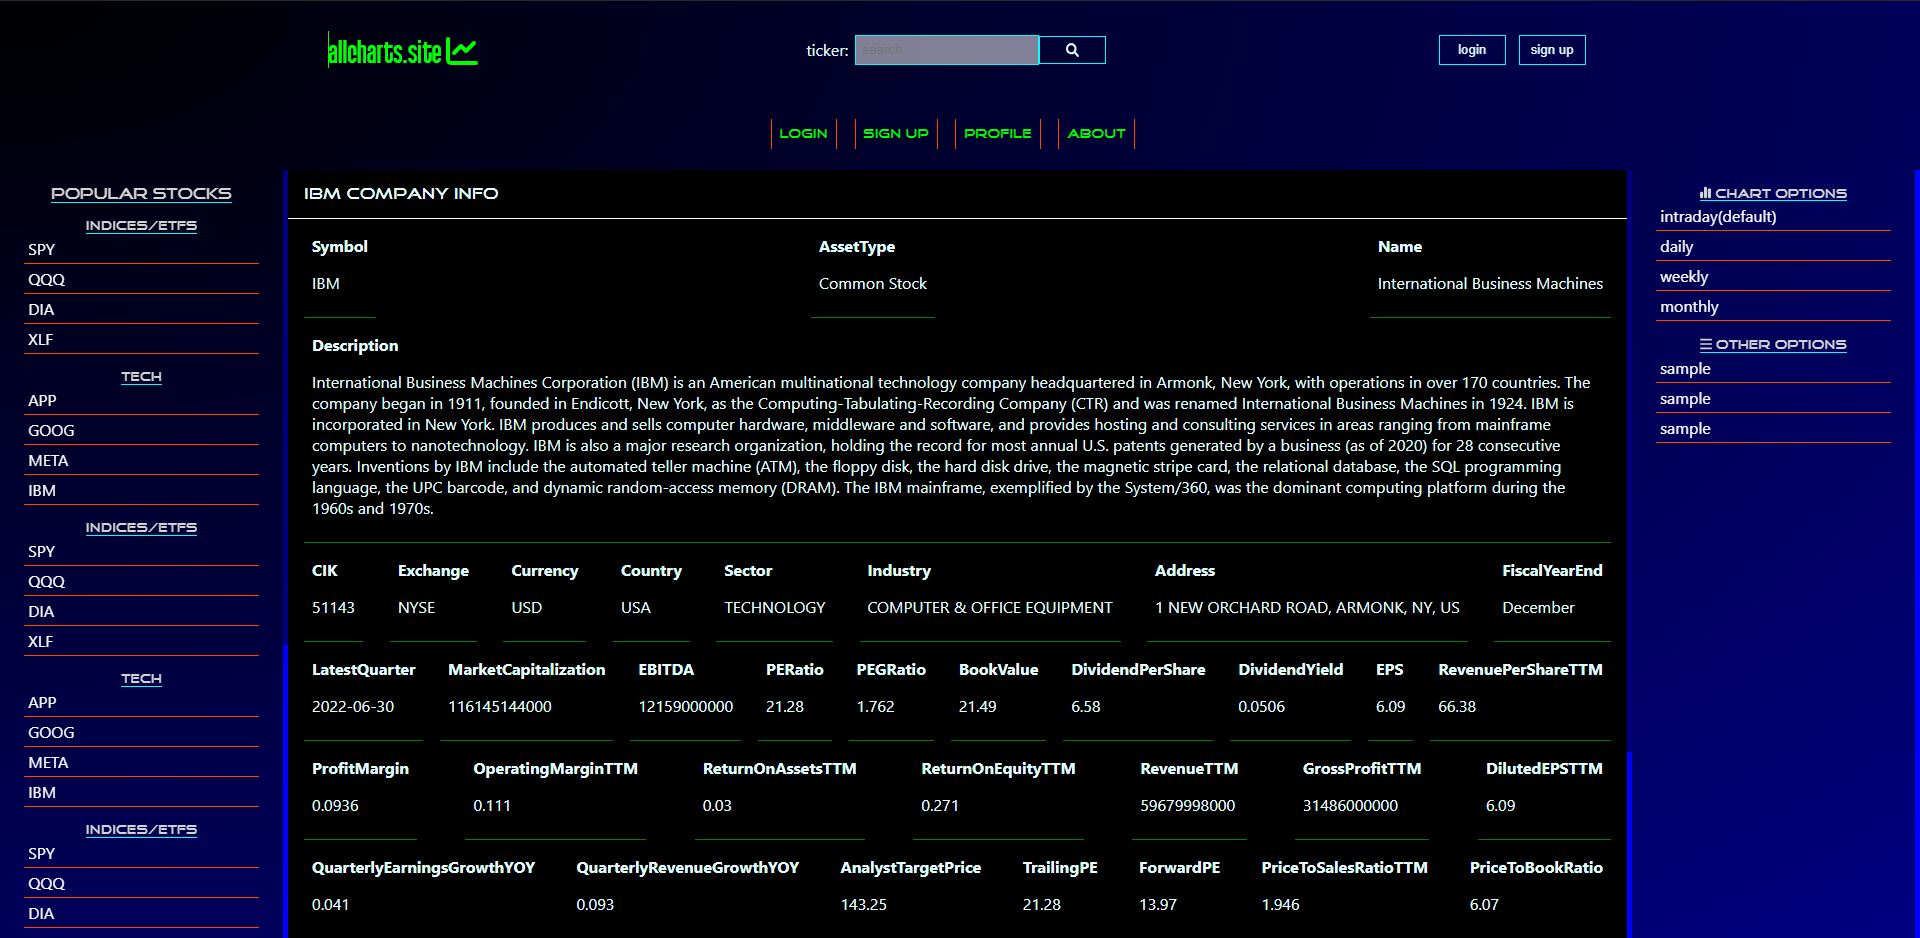 allcharts.site
ticker: search
login sign up
LOGIN SIGN UP PROFILE ABOUT
POPULAR STOCKS
INDICES/ETFS
SPY
QQQ
DIA
XLF
TECH
APP
GOOG
META
IBM
INDICES/ETFS
SPY
QQQ
DIA
XLF
TECH
APP
GOOG
META
IBM
INDICES/ETFS
SPY
QQQ
DIA
IBM COMPANY INFO
Symbol AssetType Name
IBM Common Stock International Business Machines
Description
International Business Machines Corporation (IBM) is an American multinational technology company headquartered in Armonk, New York, with operations in over 170 countries. The
company began in 1911, founded in Endicott, New York, as the Computing-Tabulating-Recording Company (CTR) and was renamed International Business Machines in 1924. IBM is
incorporated in New York. IBM produces and sells computer hardware, middleware and software, and provides hosting and consulting services in areas ranging from mainframe
computers to nanotechnology. IBM is also a major research organization, holding the record for most annual U.S. patents generated by a business (as of 2020) for 28 consecutive
years. Inventions by IBM include the automated teller machine (ATM), the floppy disk, the hard disk drive, the magnetic stripe card, the relational database, the SQL programming
language, the UPC barcode, and dynamic random-access memory (DRAM). The IBM mainframe, exemplified by the System/360, was the dominant computing platform during the
1960s and 1970s.
CIK Exchange Currency Country Sector Industry Address FiscalYearEnd
51143 NYSE USD USA TECHNOLOGY COMPUTER & OFFICE EQUIPMENT 1 NEW ORCHARD ROAD, ARMONK, NY, US December
LatestQuarter MarketCapitalization EBITDA PERatio PEGRatio BookValue DividendPerShare DividendYield EPS RevenuePerShareTTM
2022-06-30 116145144000 12159000000 21.28 1.762 21.49 6.58 0.0506 6.09 66.38
ProfitMargin OperatingMarginTTM ReturnOnAssetsTTM ReturnOnEquityTTM RevenueTTM GrossProfitTTM DilutedEPSTTM
0.0936 0.111 0.03 0.271 59679998000 31486000000 6.09
QuarterlyEarningsGrowthYOY QuarterlyRevenueGrowthYOY AnalystTargetPrice TrailingPE ForwardPE PriceToSalesRatioTTM PriceToBookRatio
0.041 0.093 143.25 21.28 13.97 1.946 6.07
CHART OPTIONS
intraday(default)
daily
weekly
monthly
OTHER OPTIONS
sample
sample
sample